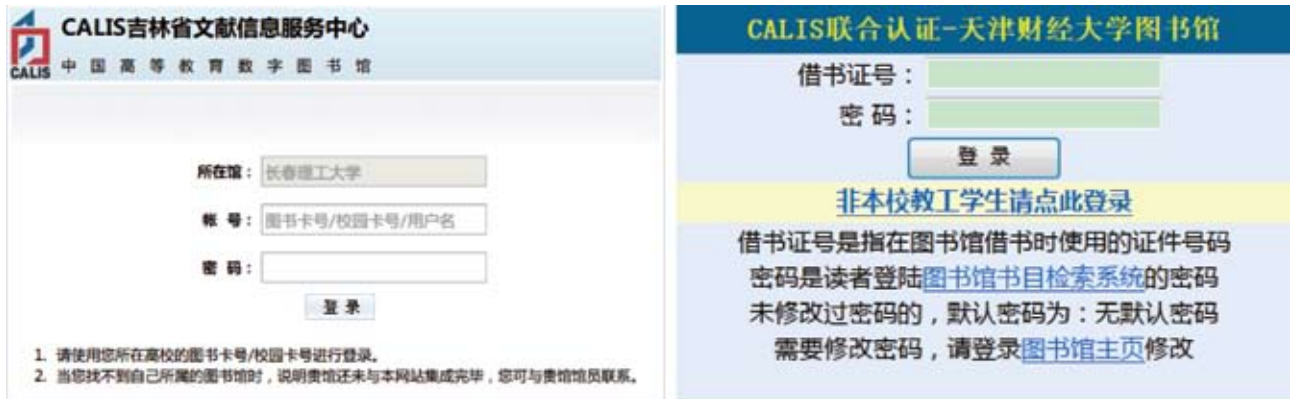 CALIS吉林省文献信息服务中心
CALIS 中国高等教育数字图书馆
所在馆：长春理工大学
帐 号：图书卡号/校园卡号/用户名
密 码：
登 录
1. 请使用您所在高校的图书卡号/校园卡号进行登录。
2. 当您找不到自己所属的图书馆时，说明贵馆还未与本网站集成完毕，您可与贵馆馆员联系。
CALIS联合认证-天津财经大学图书馆
借书证号：
密 码：
登 录
非本校教工学生请点此登录
借书证号是指在图书馆借书时使用的证件号码
密码是读者登陆图书馆书目检索系统的密码
未修改过密码的，默认密码为：无默认密码
需要修改密码，请登录图书馆主页修改